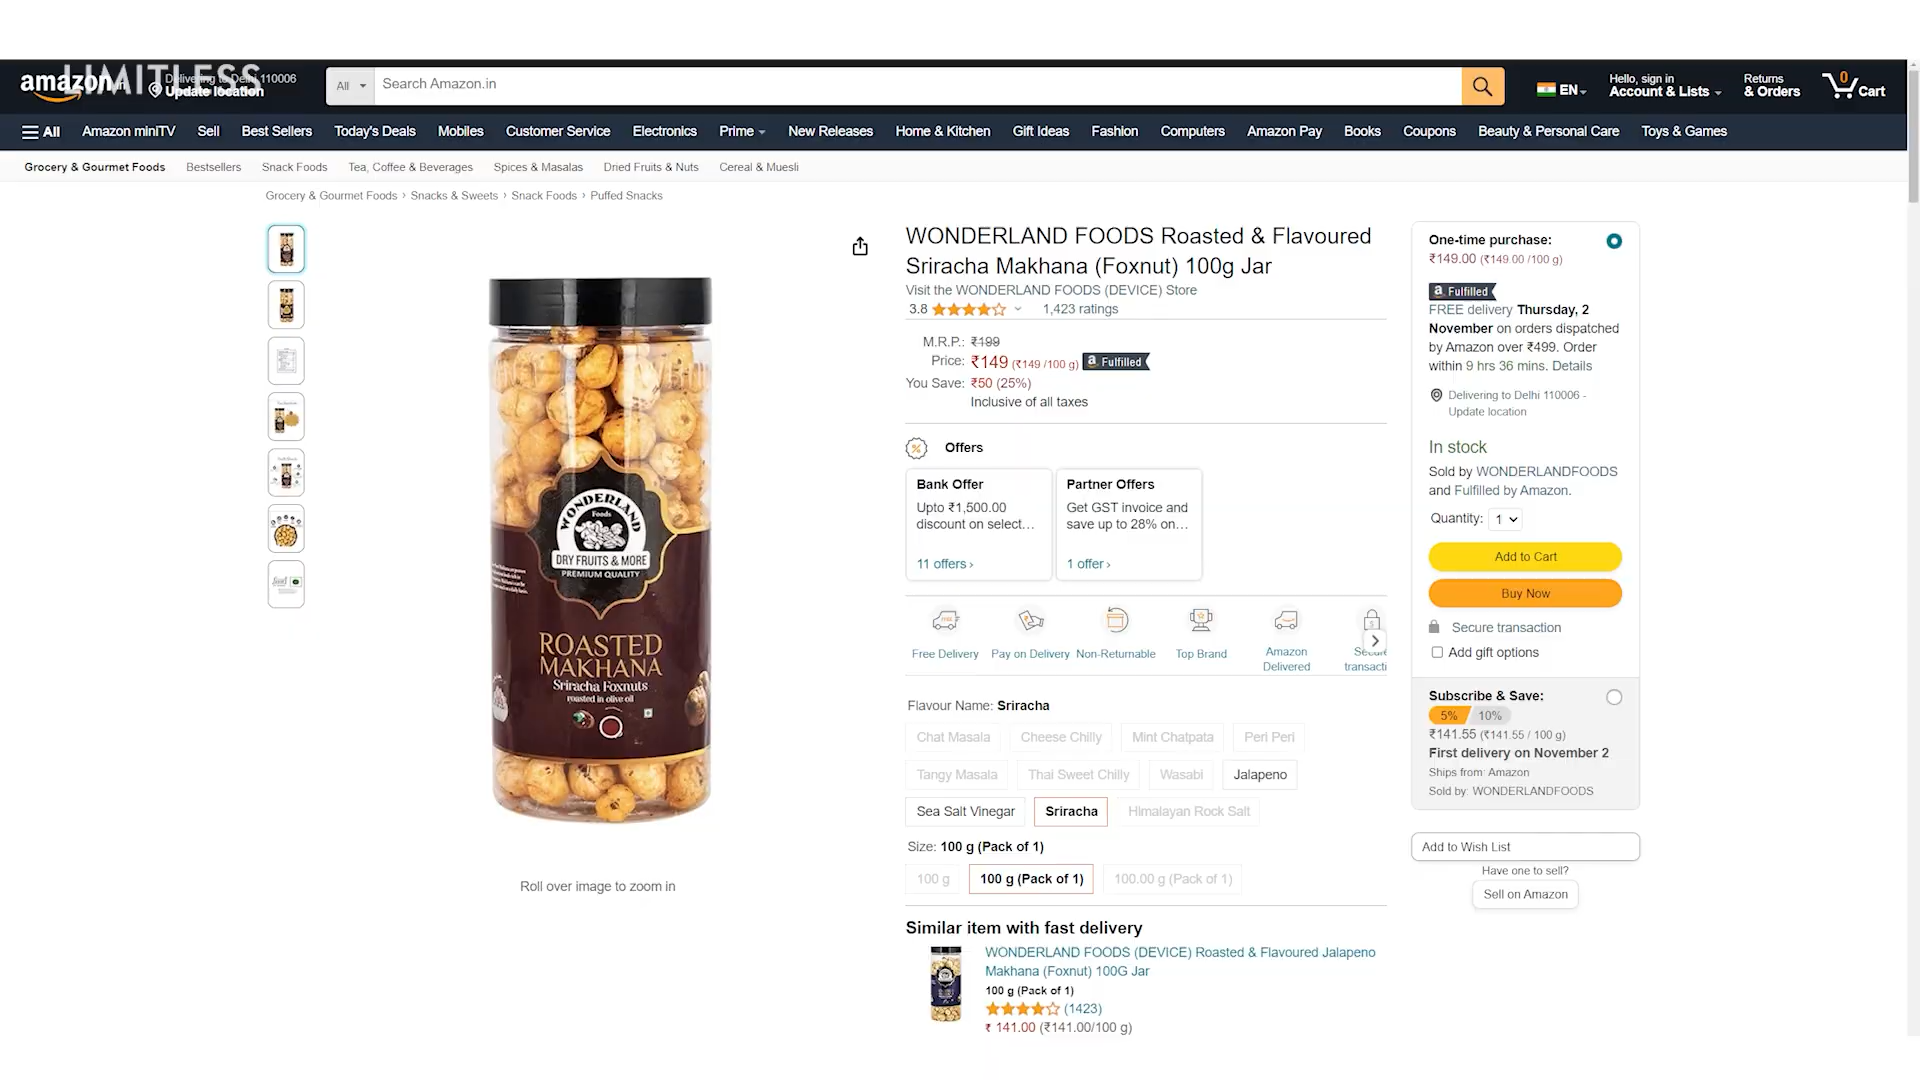 LIMITLESS
amazon.in
Delivering to Delhi 110006
Update location
All
Search Amazon.in
EN
Hello, sign in
Account & Lists
Returns
& Orders
0
Cart
All
Amazon miniTV
Sell
Best Sellers
Today's Deals
Mobiles
Customer Service
Electronics
Prime
New Releases
Home & Kitchen
Gift Ideas
Fashion
Computers
Amazon Pay
Books
Coupons
Beauty & Personal Care
Toys & Games
Grocery & Gourmet Foods
Bestsellers
Snack Foods
Tea, Coffee & Beverages
Spices & Masalas
Dried Fruits & Nuts
Cereal & Muesli
Grocery & Gourmet Foods › Snacks & Sweets › Snack Foods › Puffed Snacks
WONDERLAND
Foods
DRY FRUITS & MORE
PREMIUM QUALITY
ROASTED
MAKHANA
Sriracha Foxnuts
roasted in olive oil
Roll over image to zoom in
WONDERLAND FOODS Roasted & Flavoured
Sriracha Makhana (Foxnut) 100g Jar
Visit the WONDERLAND FOODS (DEVICE) Store
3.8
1,423 ratings
M.R.P.: ₹199
Price: ₹149 (₹149 /100 g) a Fulfilled
You Save: ₹50 (25%)
Inclusive of all taxes
Offers
Bank Offer
Upto ₹1,500.00
discount on select…
11 offers ›
Partner Offers
Get GST invoice and
save up to 28% on…
1 offer ›
Free Delivery
Pay on Delivery
Non-Returnable
Top Brand
Amazon
Delivered
Secure
transacti
Flavour Name: Sriracha
Chat Masala
Cheese Chilly
Mint Chatpata
Peri Peri
Tangy Masala
Thai Sweet Chilly
Wasabi
Jalapeno
Sea Salt Vinegar
Sriracha
Himalayan Rock Salt
Size: 100 g (Pack of 1)
100 g
100 g (Pack of 1)
100.00 g (Pack of 1)
Similar item with fast delivery
WONDERLAND FOODS (DEVICE) Roasted & Flavoured Jalapeno
Makhana (Foxnut) 100G Jar
100 g (Pack of 1)
(1423)
₹ 141.00 (₹141.00/100 g)
One-time purchase:
₹149.00 (₹149.00 /100 g)
a Fulfilled
FREE delivery Thursday, 2
November on orders dispatched
by Amazon over ₹499. Order
within 9 hrs 36 mins. Details
Delivering to Delhi 110006 -
Update location
In stock
Sold by WONDERLANDFOODS
and Fulfilled by Amazon.
Quantity: 1
Add to Cart
Buy Now
Secure transaction
Add gift options
Subscribe & Save:
5% 10%
₹141.55 (₹141.55 / 100 g)
First delivery on November 2
Ships from: Amazon
Sold by: WONDERLANDFOODS
Add to Wish List
Have one to sell?
Sell on Amazon